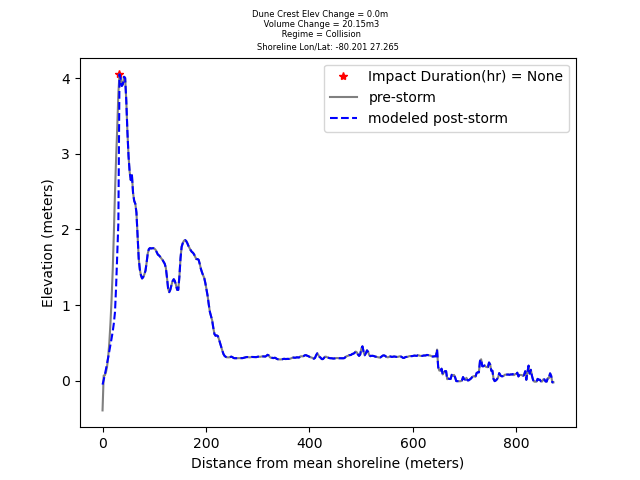 Dune Crest Elev Change = 0.0m
Volume Change = 20.15m3
Regime = Collision
Shoreline Lon/Lat: -80.201 27.265
Impact Duration(hr) = None
pre-storm
modeled post-storm
4
3
2
1
0
Elevation (meters)
0 200 400 600 800
Distance from mean shoreline (meters)